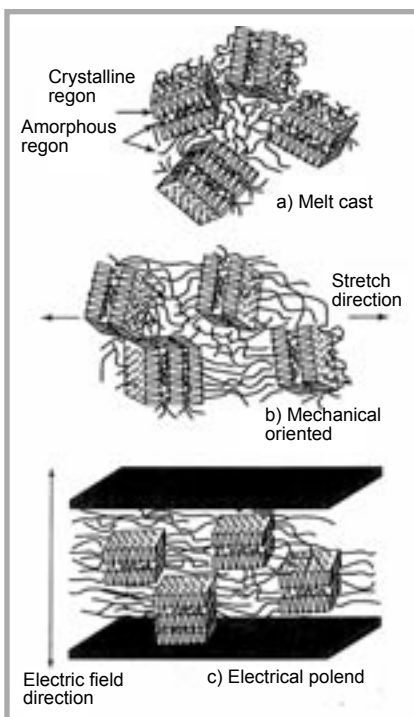 Crystalline
regon
Amorphous
regon
a) Melt cast
Stretch
direction
b) Mechanical
oriented
Electric field
direction
c) Electrical polend